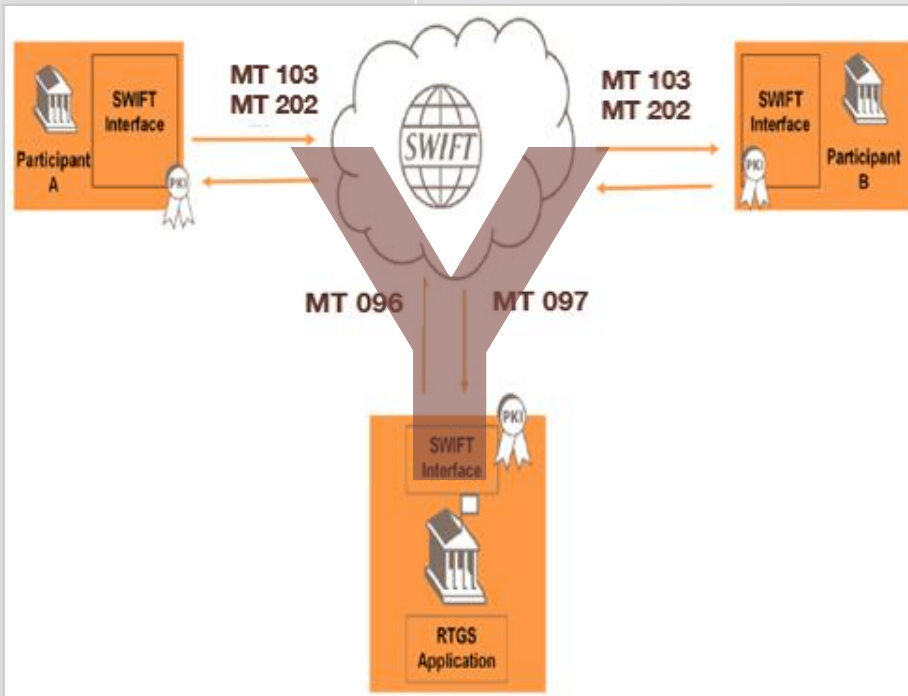 SWIFT
Interface
Participant
A
PKI
MT 103
MT 202
SWIFT
MT 103
MT 202
SWIFT
Interface
Participant
B
PKI
MT 096
MT 097
PKI
SWIFT
Interface
RTGS
Application
Y